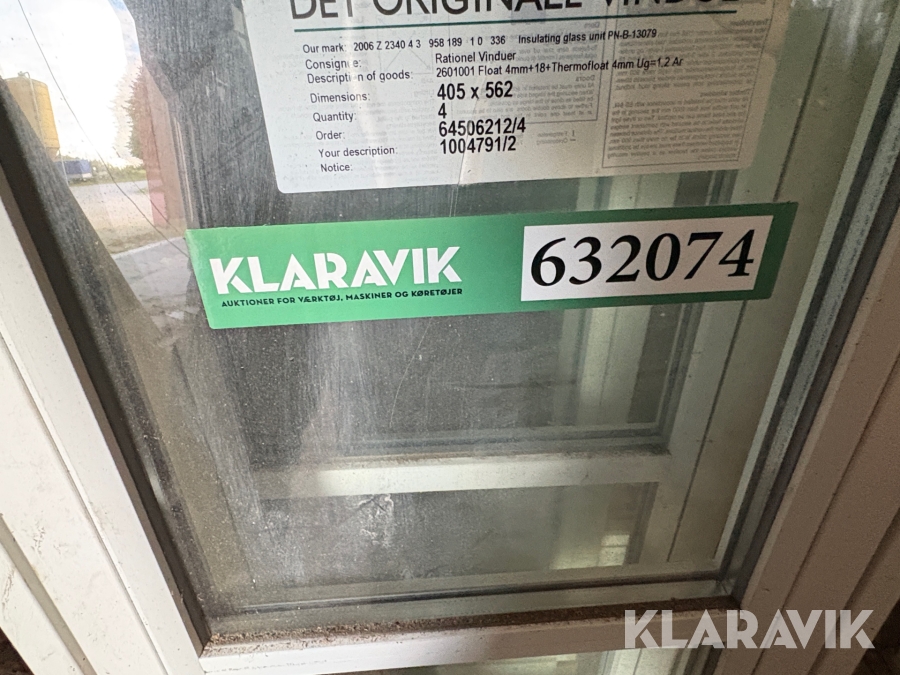 DET ORIGINALE VINDUE
Our mark: 2006 Z 2340 4 3 958 189 1 0 336 Insulating glass unit PN-B-13079
Consignee: Rationel Vinduer
Description of goods: 2601001 Float 4mm+18+Thermofloat 4mm Ug=1,2 Ar
Dimensions: 405 x 562
Quantity: 4
Order: 64506212/4
Your description: 1004791/2
Notice:
KLARAVIK 632074
AUKTIONER FOR VÆRKTØJ, MASKINER OG KØRETØJER
KLARAVIK